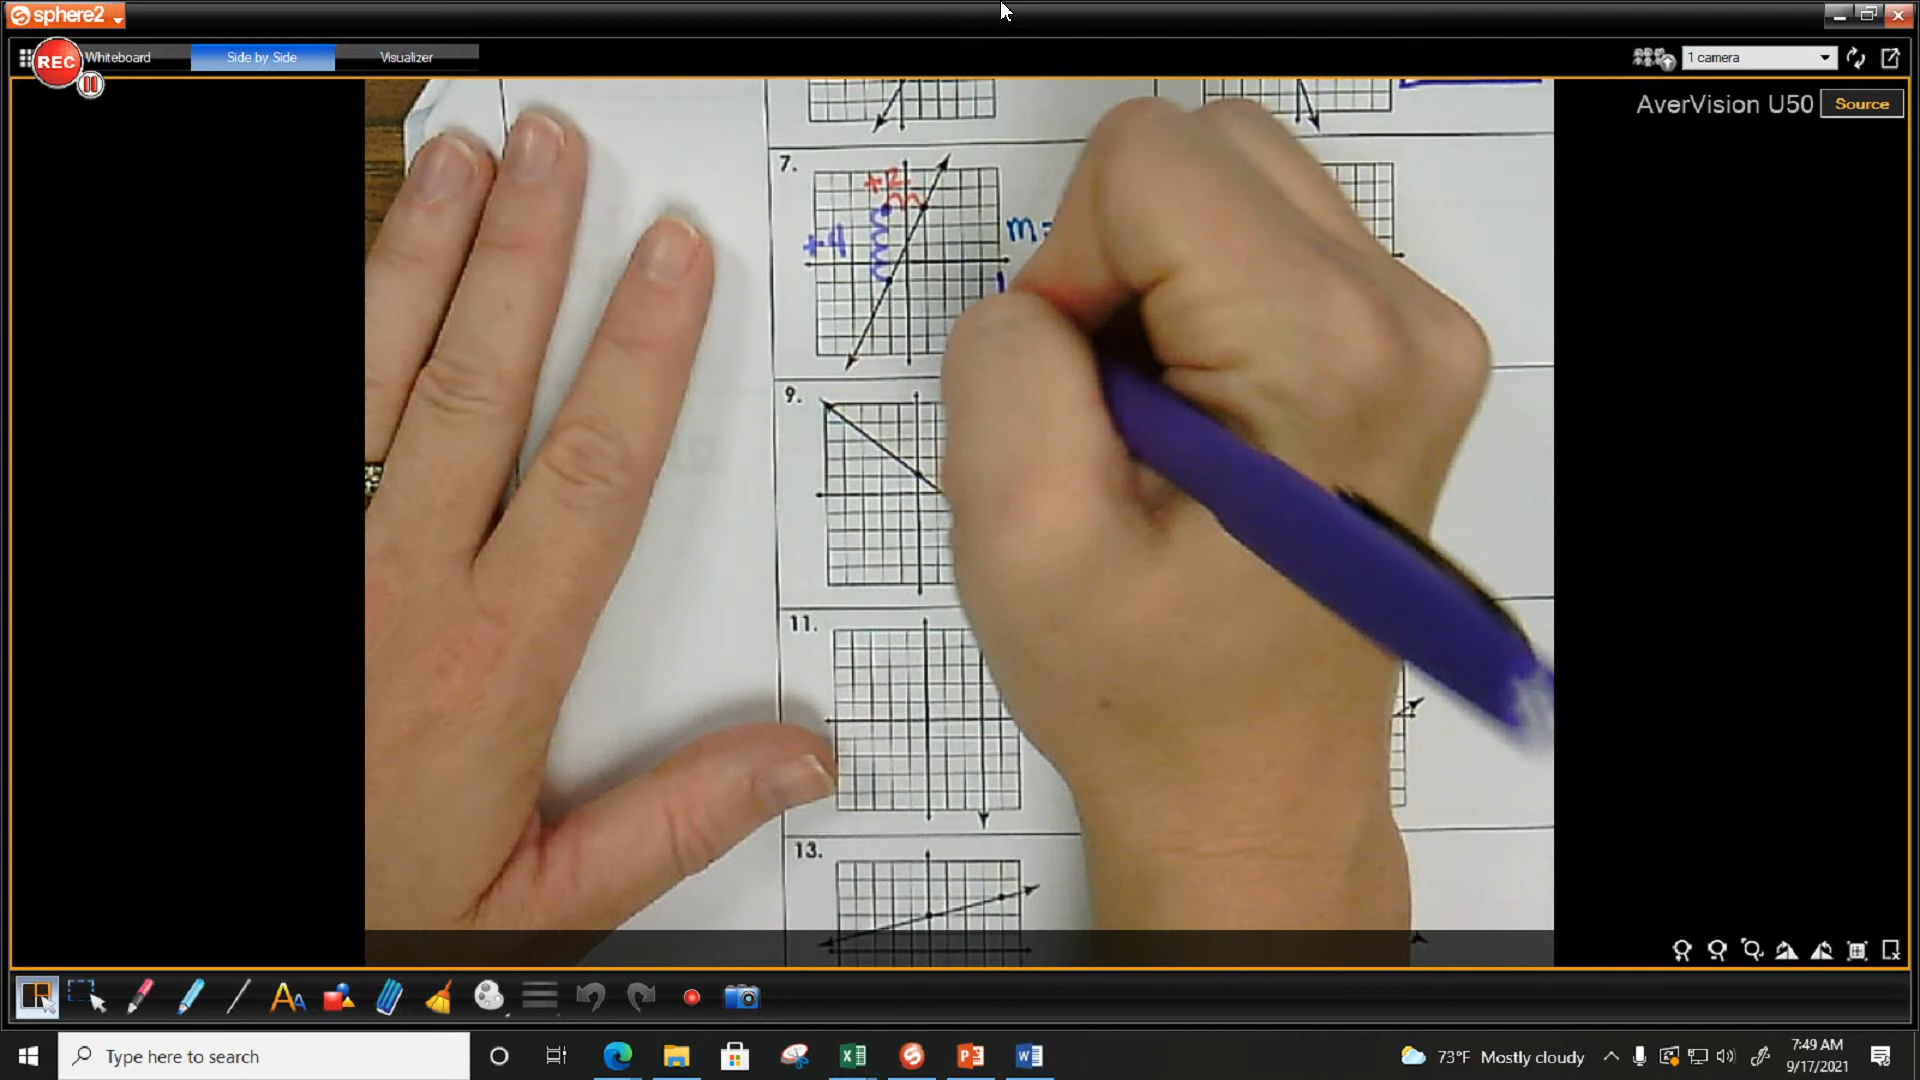 sphere2
REC
Whiteboard
Side by Side
Visualizer
1 camera
AverVision U50
Source
7.
+2
+4
m=
9.
11.
13.
Type here to search
73°F Mostly cloudy
7:49 AM
9/17/2021